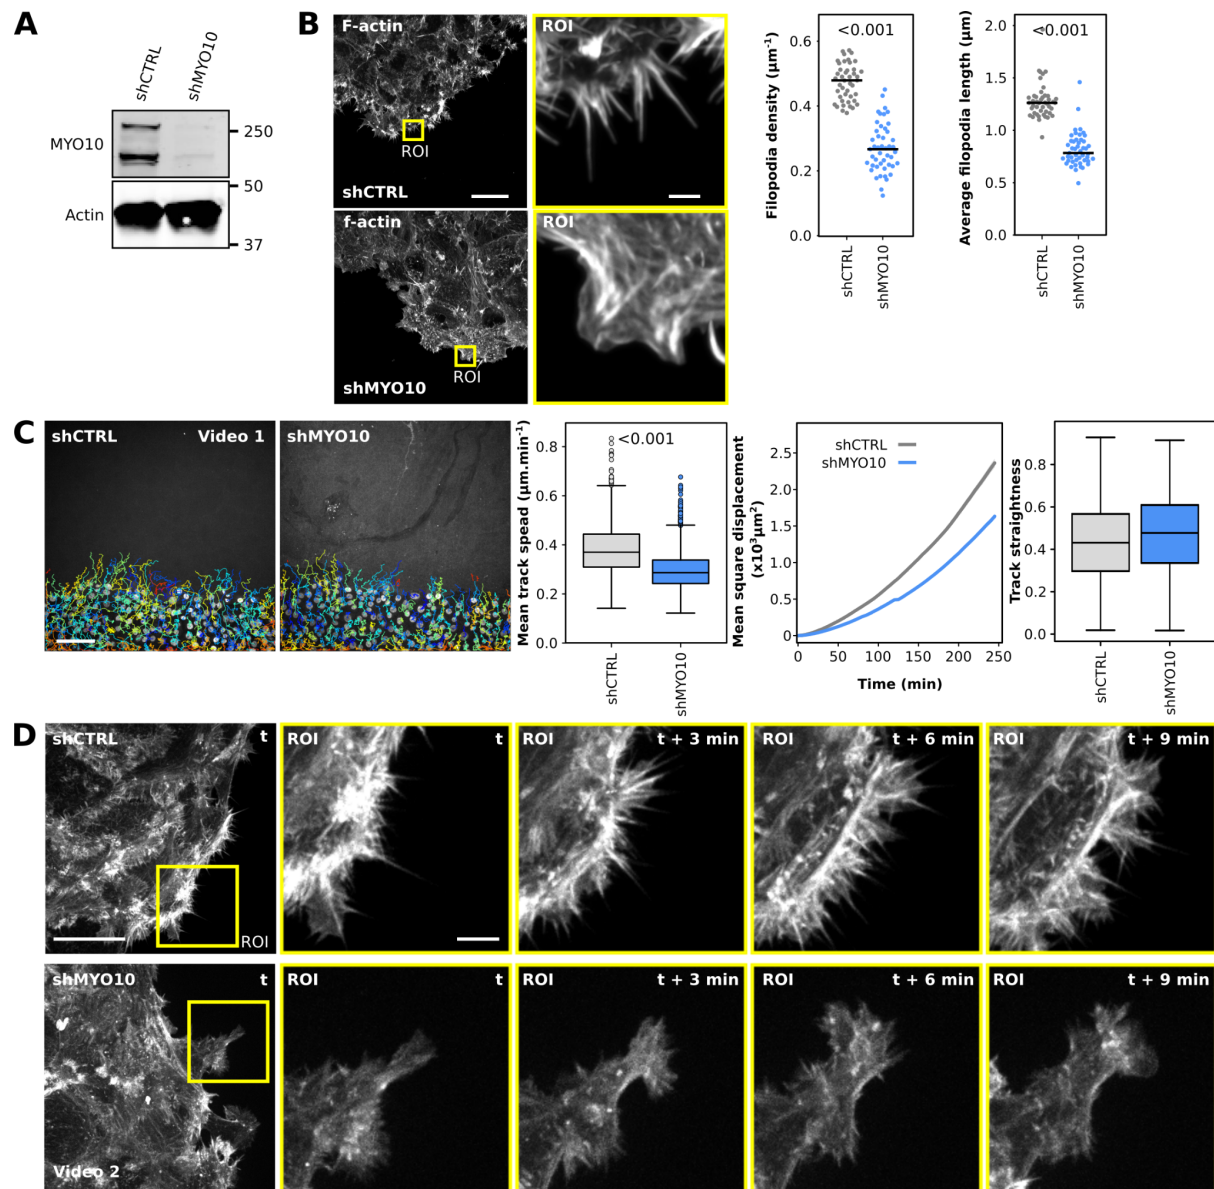 A
shCTRL
shMYO10
MYO10
250
50
Actin
37
B
F-actin
ROI
shCTRL
ROI
f-actin
ROI
shMYO10
ROI
Filopodia density (µm⁻¹)
0.6
0.4
0.2
0.0
<0.001
shCTRL
shMYO10
Average filopodia length (µm)
2.0
1.5
1.0
0.5
0.0
<0.001
shCTRL
shMYO10
C
shCTRL
Video 1
shMYO10
Mean track spead (µm.min⁻¹)
0.8
0.6
0.4
0.2
0.0
<0.001
shCTRL
shMYO10
Mean square displacement
(x10³µm²)
2.5
2.0
1.5
1.0
0.5
0
shCTRL
shMYO10
0
50
100
150
200
250
Time (min)
Track straightness
0.8
0.6
0.4
0.2
0.0
shCTRL
shMYO10
D
shCTRL
t
ROI
ROI
t
ROI
t + 3 min
ROI
t + 6 min
ROI
t + 9 min
shMYO10
t
Video 2
ROI
t
ROI
t + 3 min
ROI
t + 6 min
ROI
t + 9 min